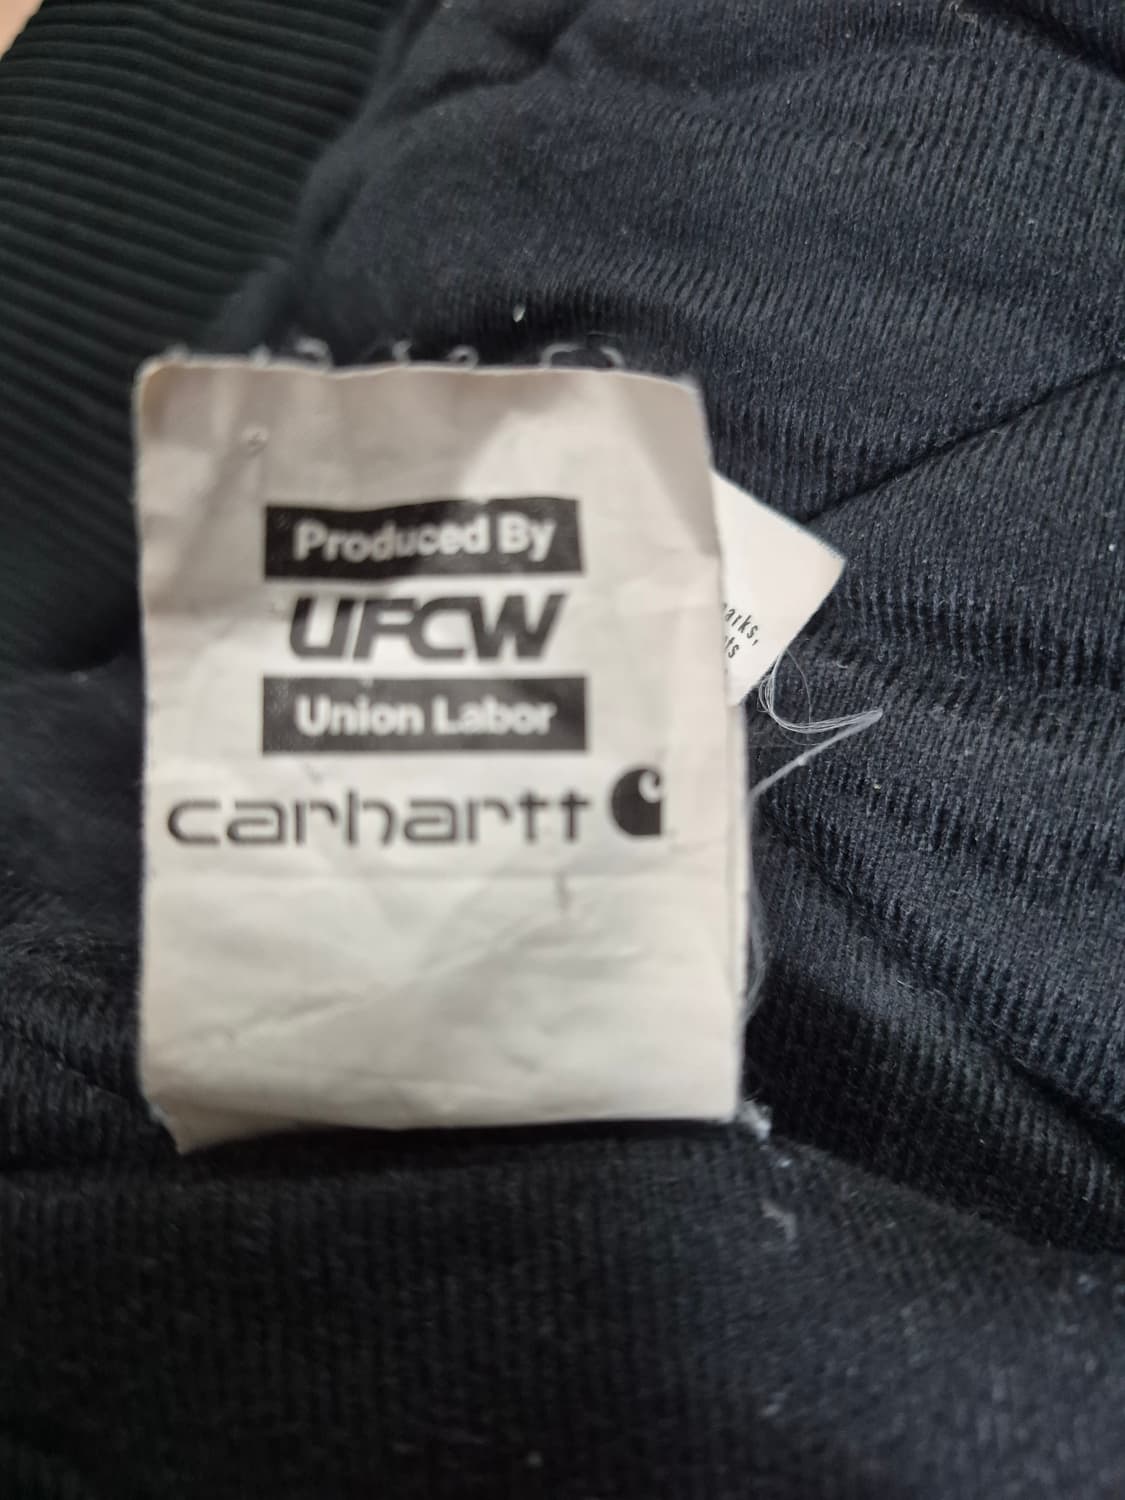 Produced By
UFCW
Union Labor
carhartt